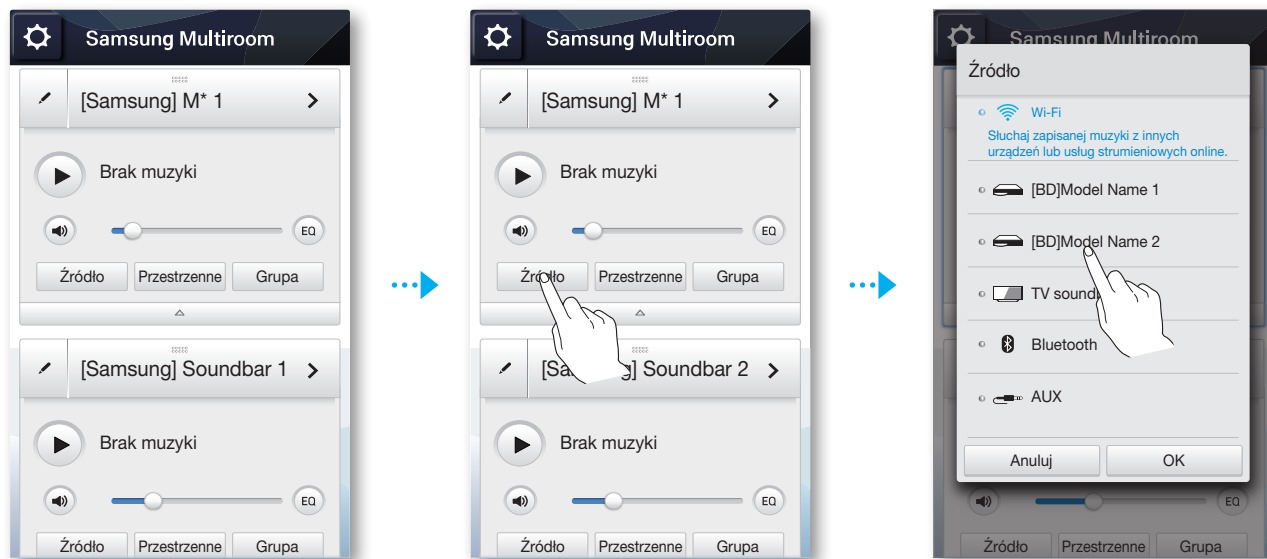 Samsung Multiroom
[Samsung] M* 1
Brak muzyki
EQ
Źródło
Przestrzenne
Grupa
[Samsung] Soundbar 1
Brak muzyki
EQ
Źródło
Przestrzenne
Grupa
Samsung Multiroom
[Samsung] M* 1
Brak muzyki
EQ
Źródło
Przestrzenne
Grupa
Soundbar 2
Brak muzyki
EQ
Źródło
Przestrzenne
Grupa
Samsung Multiroom
Źródło
Wi-Fi
Słuchaj zapisanej muzyki z innych
urządzeń lub usług strumieniowych online.
[BD]Model Name 1
[BD]Model Name 2
TV
Bluetooth
AUX
Anuluj
OK
EQ
Źródło
Przestrzenne
Grupa